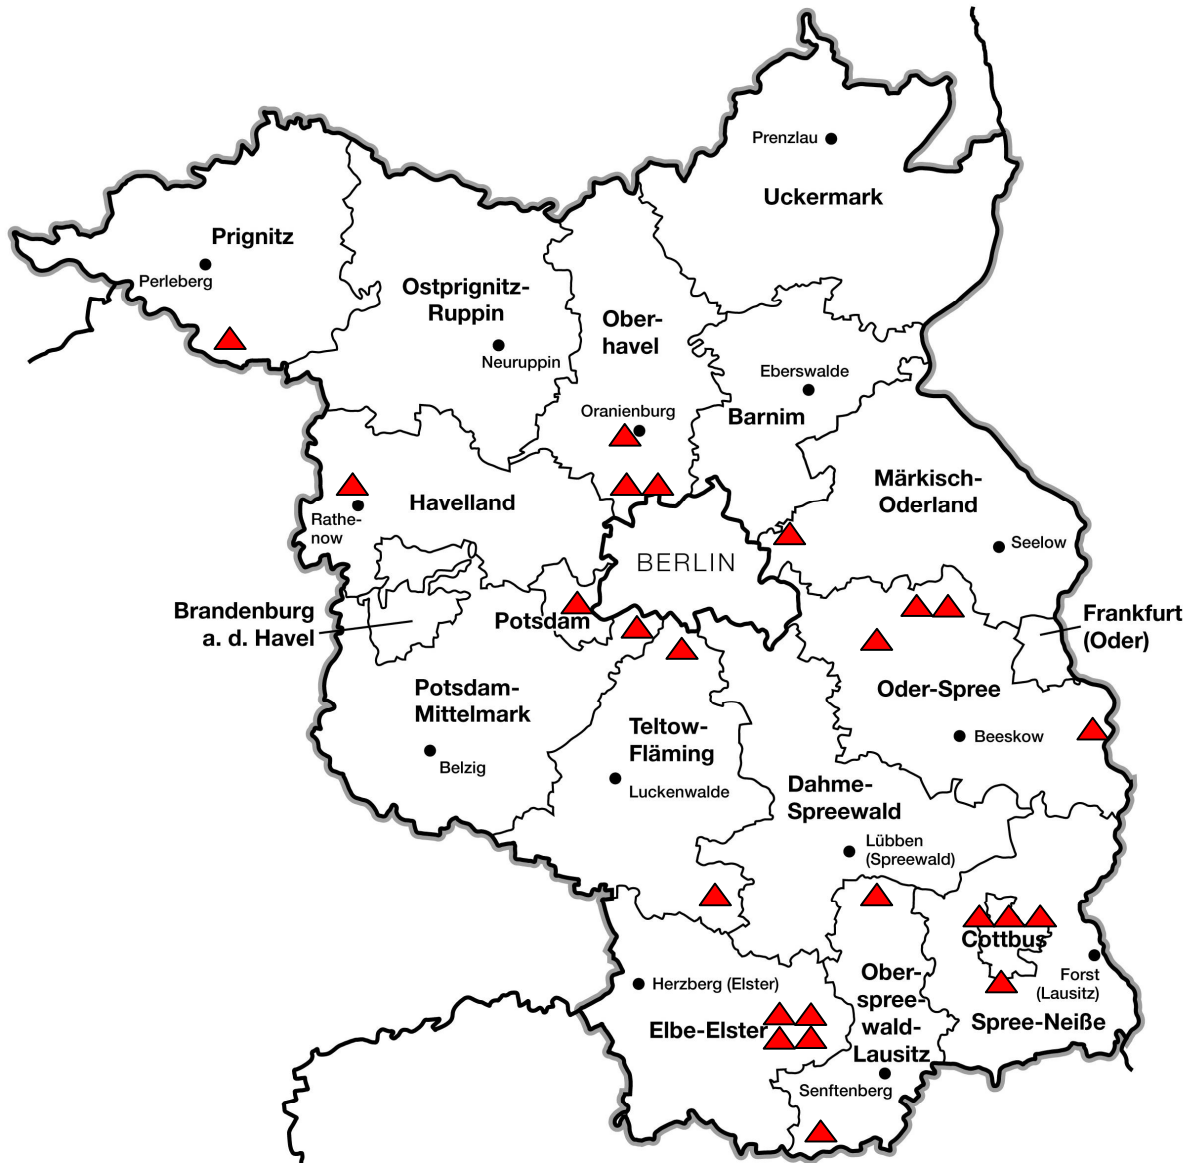 Prenzlau
Uckermark
Prignitz
Perleberg
Ostprignitz-
Ruppin
Neuruppin
Ober-
havel
Oranienburg
Eberswalde
Barnim
Märkisch-
Oderland
Seelow
Havelland
Rathe-
now
BERLIN
Brandenburg
a. d. Havel
Potsdam
Frankfurt
(Oder)
Potsdam-
Mittelmark
Belzig
Oder-Spree
Beeskow
Teltow-
Fläming
Luckenwalde
Dahme-
Spreewald
Lübben
(Spreewald)
Cottbus
Forst
(Lausitz)
Spree-Neiße
Herzberg (Elster)
Elbe-Elster
Ober-
spree-
wald-
Lausitz
Senftenberg